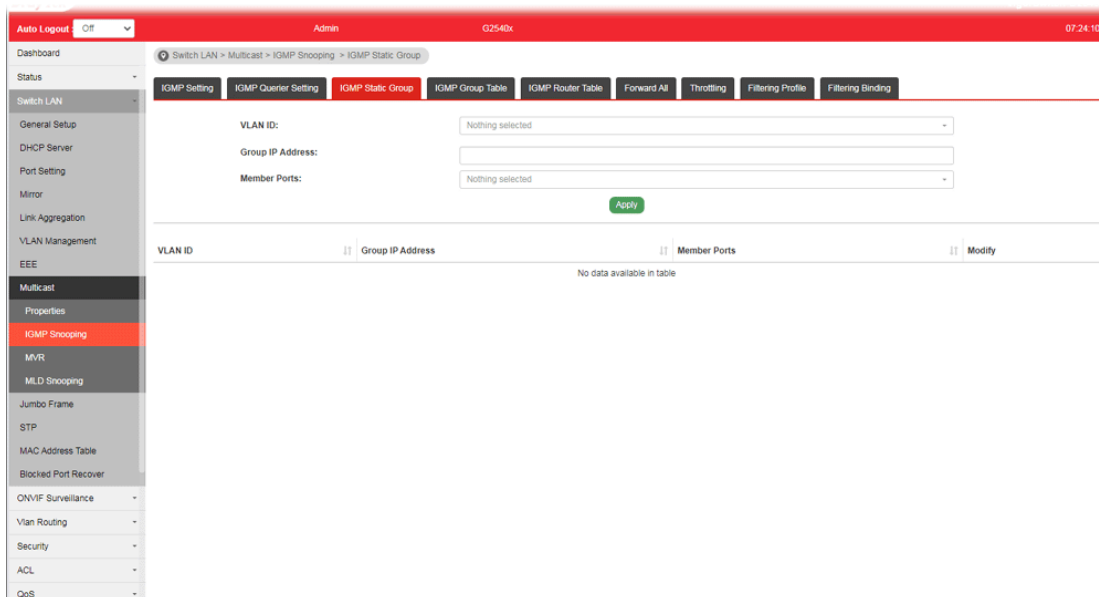 Auto Logout : Off Admin G2540x 07:24:10
Dashboard
Status
Switch LAN
General Setup
DHCP Server
Port Setting
Mirror
Link Aggregation
VLAN Management
EEE
Multicast
Properties
IGMP Snooping
MVR
MLD Snooping
Jumbo Frame
STP
MAC Address Table
Blocked Port Recover
ONVIF Surveillance
Vlan Routing
Security
ACL
QoS
Switch LAN > Multicast > IGMP Snooping > IGMP Static Group
IGMP Setting IGMP Querier Setting IGMP Static Group IGMP Group Table IGMP Router Table Forward All Throttling Filtering Profile Filtering Binding
VLAN ID: Nothing selected
Group IP Address:
Member Ports: Nothing selected
Apply
VLAN ID Group IP Address Member Ports Modify
No data available in table